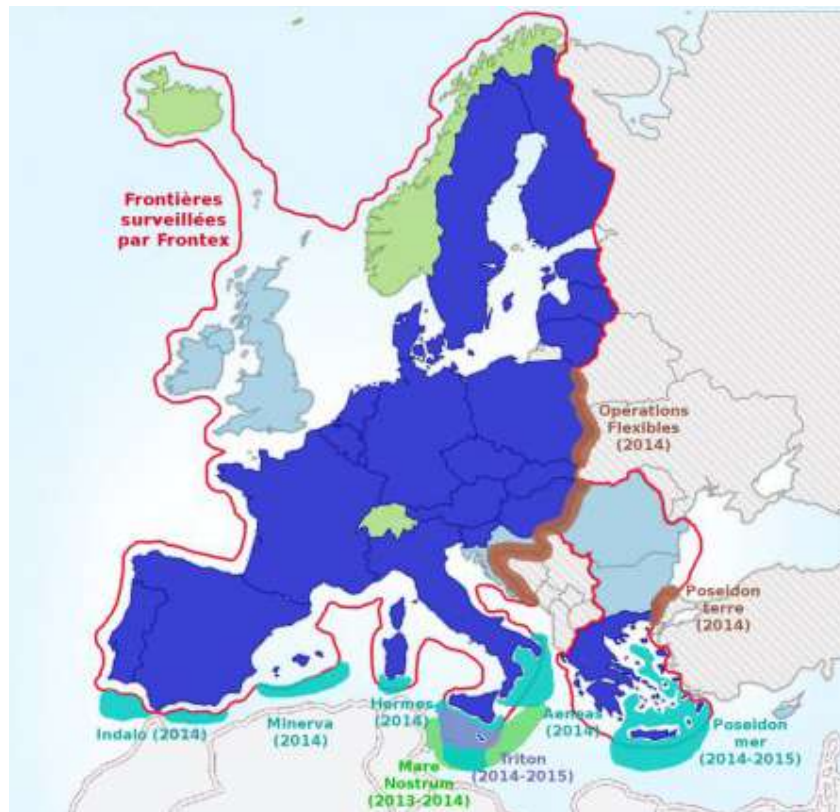 Frontières
surveillées
par Frontex
Opérations
Flexibles
(2014)
Poseidon
terre
(2014)
Indalo (2014)
Minerva
(2014)
Hermes
(2014)
Aeneas
(2014)
Poseidon
mer
(2014-2015)
Mare
Nostrum
(2013-2014)
Triton
(2014-2015)